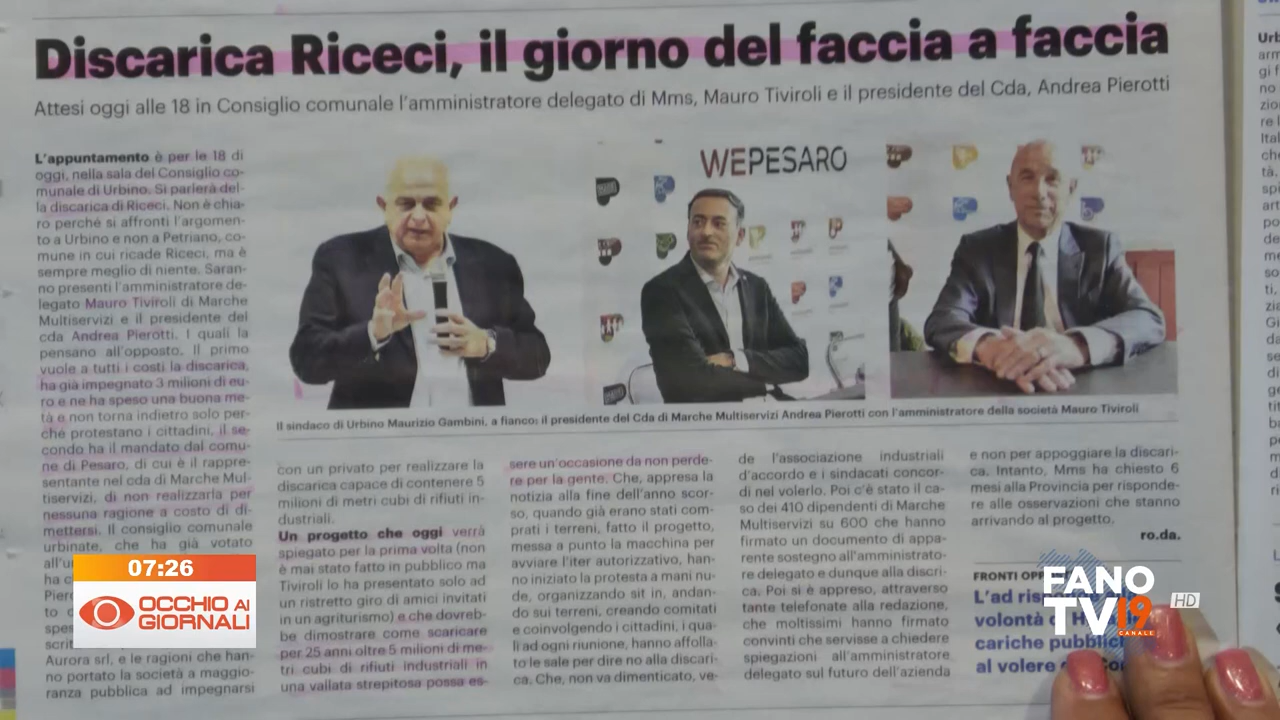 Discarica Riceci, il giorno del faccia a faccia
Attesi oggi alle 18 in Consiglio comunale l'amministratore delegato di Mms, Mauro Tiviroli e il presidente del Cda, Andrea Pierotti
L'appuntamento è per le 18 di
oggi, nella sala del Consiglio co-
munale di Urbino. Si parlerà del-
la discarica di Riceci. Non è chia-
ro perché si affronti l'argomen-
to a Urbino e non a Petriano, co-
mune in cui ricade Riceci, ma è
sempre meglio di niente. Saran-
no presenti l'amministratore de-
legato Mauro Tiviroli di Marche
Multiservizi e il presidente del
cda Andrea Pierotti. I quali la
pensano all'opposto. Il primo
vuole a tutti i costi la discarica,
ha già impegnato 3 milioni di eu-
ro e ne ha speso una buona me-
tà e non torna indietro solo per-
ché protestano i cittadini, il se-
condo ha il mandato dal comu-
ne di Pesaro, di cui è il rappre-
sentante nel cda di Marche Mul-
tiservizi, di non realizzarla per
nessuna ragione a costo di di-
mettersi. Il consiglio comunale
urbinate, che ha già votato
Aurora srl, e le ragioni che han-
no portato la società a maggio-
ranza pubblica ad impegnarsi
WEPESARO
Il sindaco di Urbino Maurizio Gambini, a fianco: il presidente del Cda di Marche Multiservizi Andrea Pierotti con l'amministratore della società Mauro Tiviroli
con un privato per realizzare la
discarica capace di contenere 5
milioni di metri cubi di rifiuti in-
dustriali.
Un progetto che oggi verrà
spiegato per la prima volta (non
è mai stato fatto in pubblico ma
Tiviroli lo ha presentato solo ad
un ristretto giro di amici invitati
in un agriturismo) e che dovreb-
be dimostrare come scaricare
per 25 anni oltre 5 milioni di me-
tri cubi di rifiuti industriali in
una vallata strepitosa possa es-
sere un'occasione da non perde-
re per la gente. Che, appresa la
notizia alla fine dell'anno scor-
so, quando già erano stati com-
prati i terreni, fatto il progetto,
messa a punto la macchina per
avviare l'iter autorizzativo, han-
no iniziato la protesta a mani nu-
de, organizzando sit in, andan-
do sui terreni, creando comitati
e coinvolgendo i cittadini, i qua-
li ad ogni riunione, hanno affolla-
to le sale per dire no alla discari-
ca. Che, non va dimenticato, ve-
de l'associazione industriali
d'accordo e i sindacati concor-
di nel volerlo. Poi c'è stato il ca-
so dei 410 dipendenti di Marche
Multiservizi su 600 che hanno
firmato un documento di appa-
rente sostegno all'amministrato-
re delegato e dunque alla discri-
ca. Poi si è appreso, attraverso
tante telefonate alla redazione,
che moltissimi hanno firmato
convinti che servisse a chiedere
spiegazioni all'amministratore
delegato sul futuro dell'azienda
e non per appoggiare la discari-
ca. Intanto, Mms ha chiesto 6
mesi alla Provincia per risponde-
re alle osservazioni che stanno
arrivando al progetto.
ro.da.
FRONTI OPP
L'ad
volontà
cariche pubblic
al volere
07:26
OCCHIO AI
GIORNALI
FANO
TV19
CANALE
HD